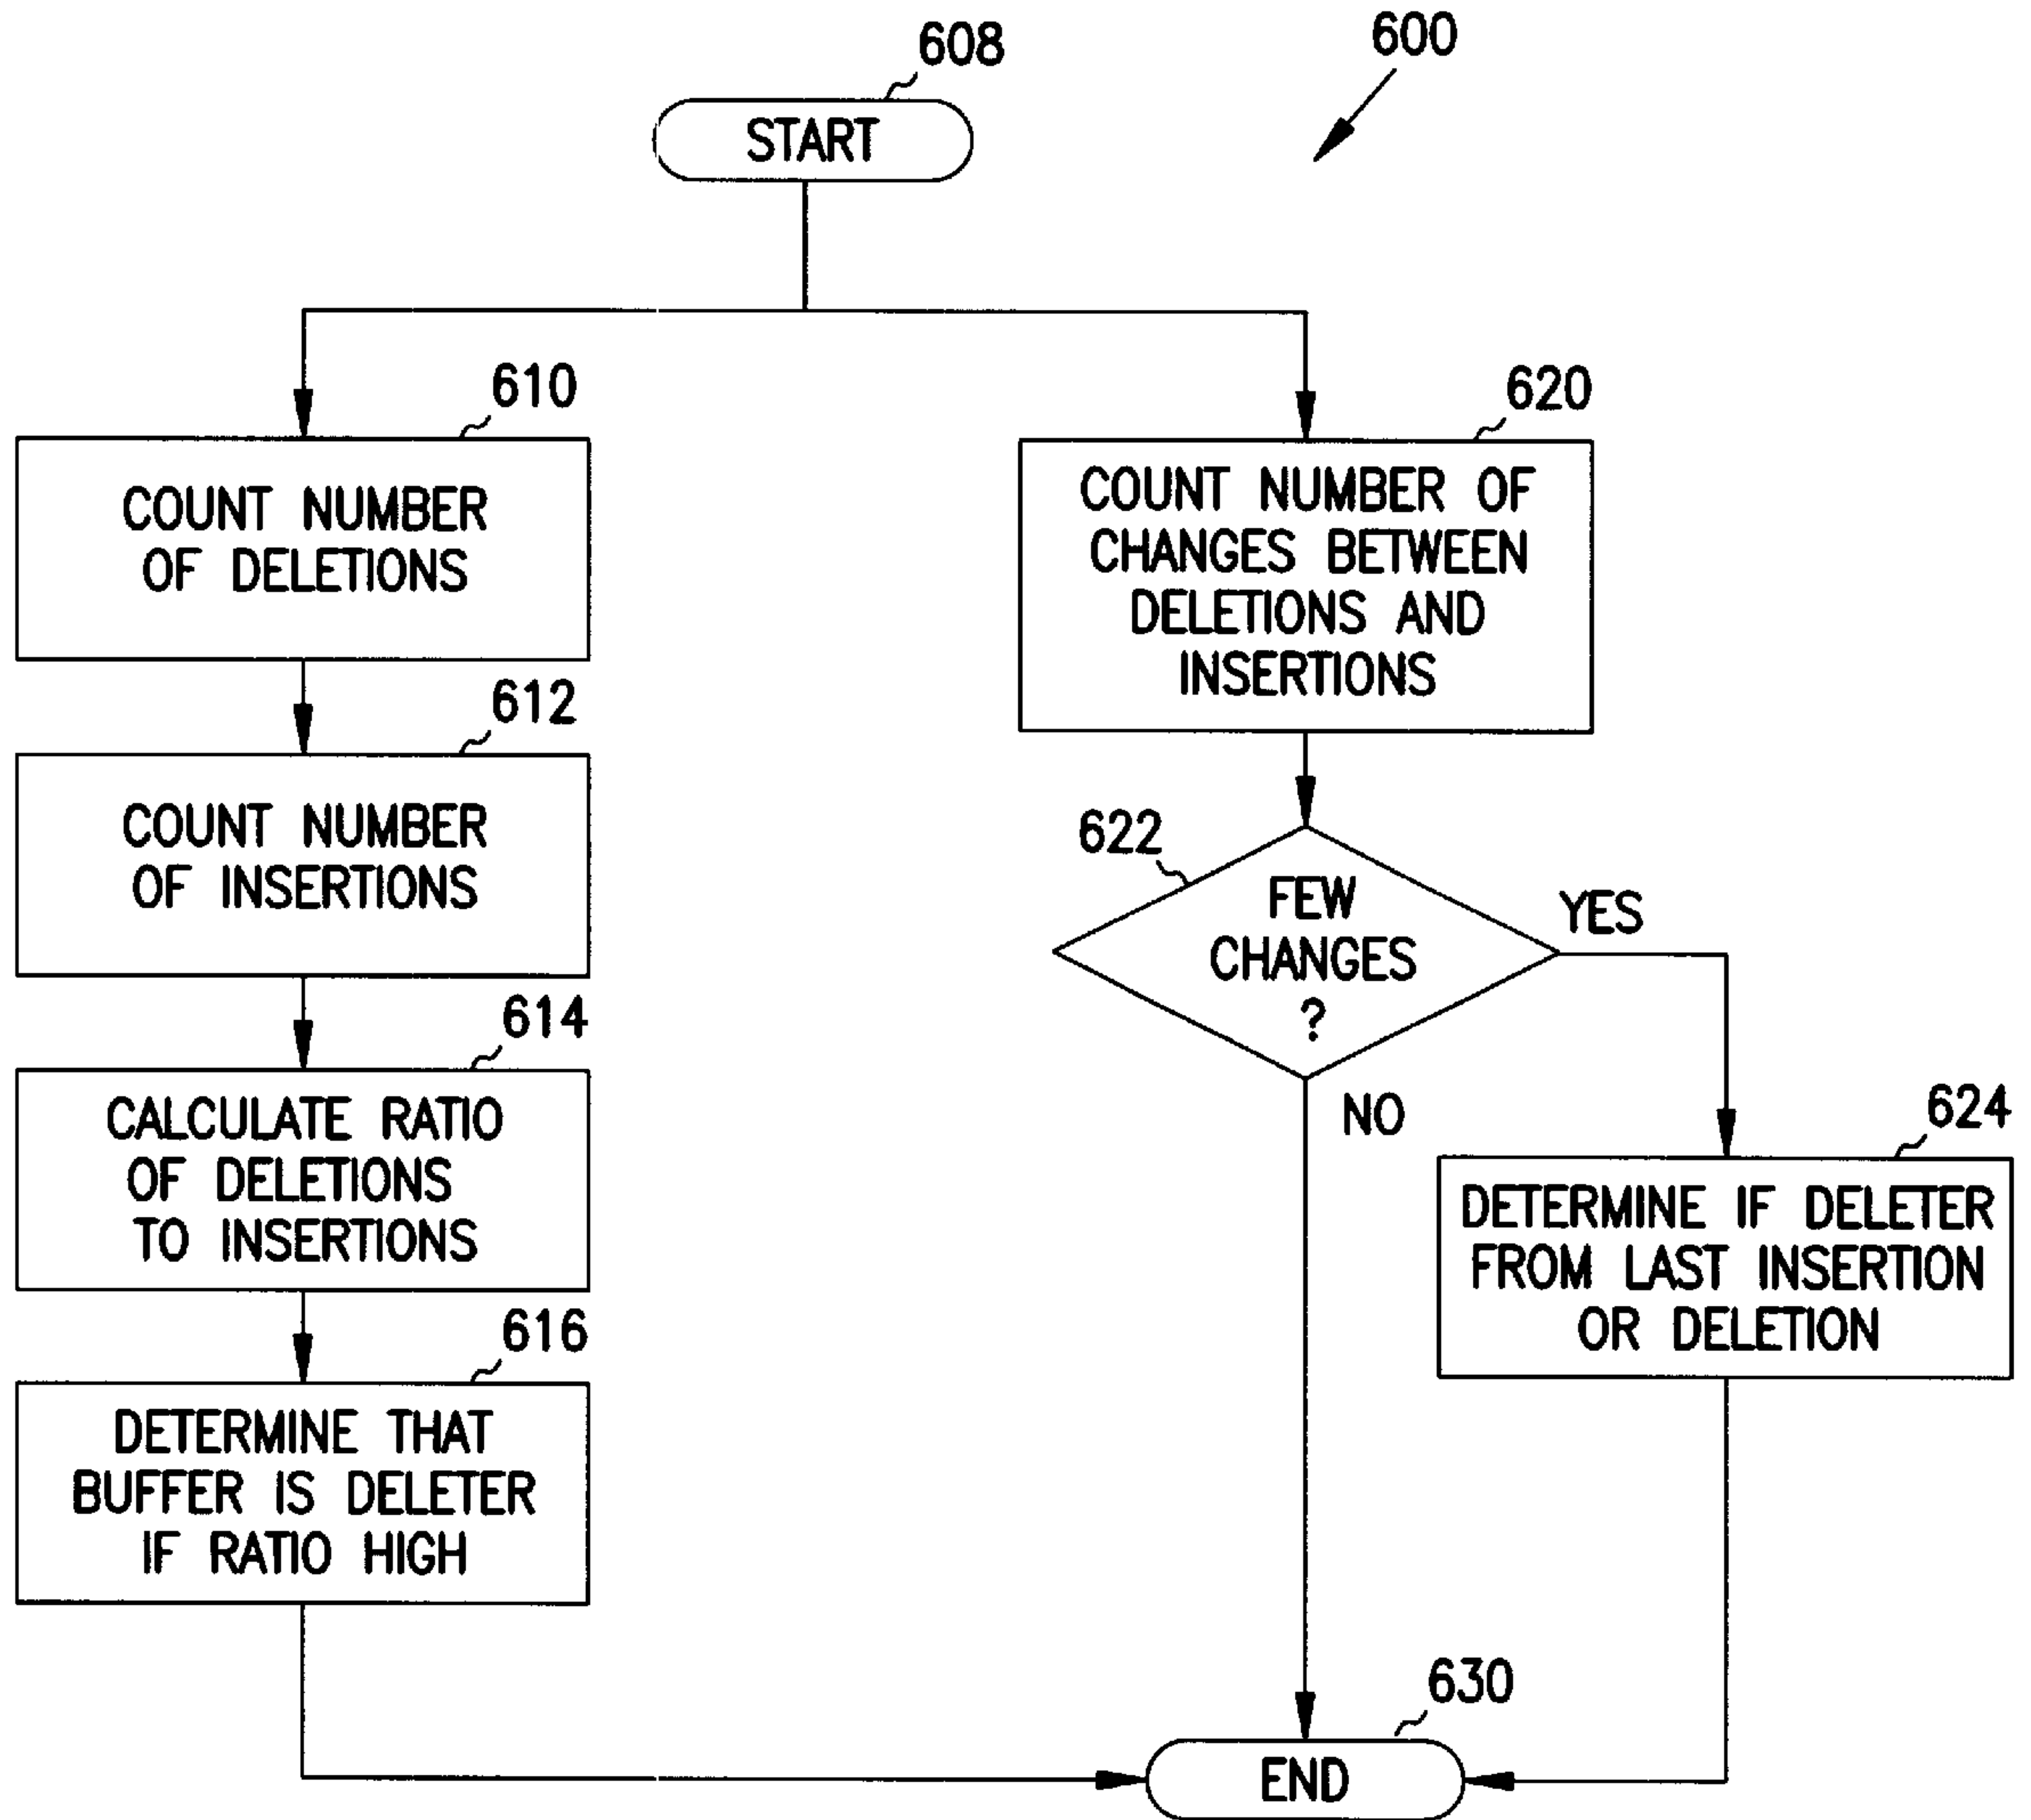 608
600
START
610
COUNT NUMBER
OF DELETIONS
612
COUNT NUMBER
OF INSERTIONS
614
CALCULATE RATIO
OF DELETIONS
TO INSERTIONS
616
DETERMINE THAT
BUFFER IS DELETER
IF RATIO HIGH
620
COUNT NUMBER OF
CHANGES BETWEEN
DELETIONS AND
INSERTIONS
622
FEW
CHANGES
?
YES
NO
624
DETERMINE IF DELETER
FROM LAST INSERTION
OR DELETION
630
END